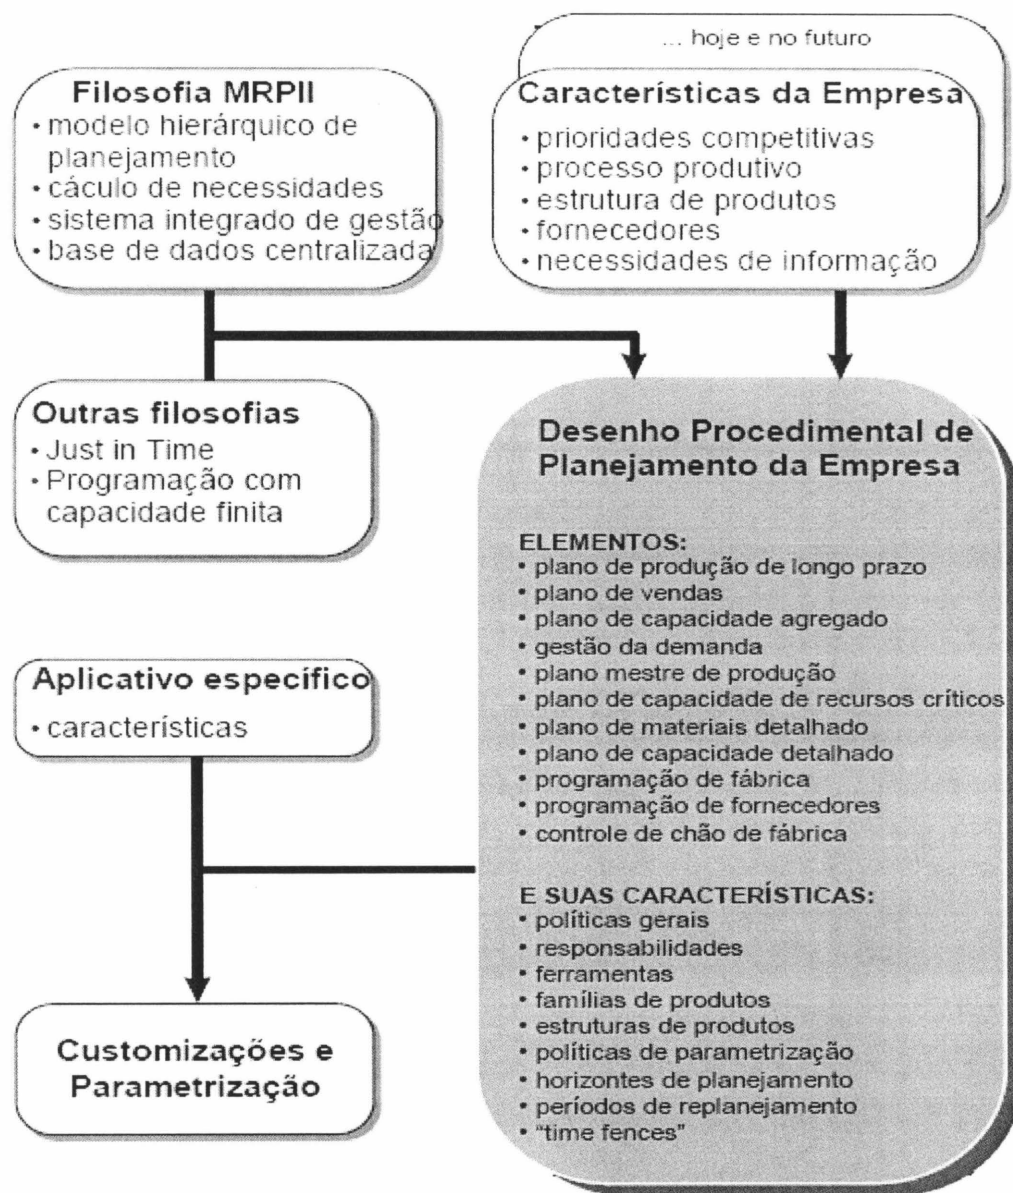 ... hoje e no futuro
Filosofia MRPII
• modelo hierárquico de
planejamento
• cáculo de necessidades
• sistema integrado de gestão
• base de dados centralizada
Características da Empresa
• prioridades competitivas
• processo produtivo
• estrutura de produtos
• fornecedores
• necessidades de informação
Outras filosofias
• Just in Time
• Programação com
capacidade finita
Desenho Procedimental de
Planejamento da Empresa
ELEMENTOS:
• plano de produção de longo prazo
• plano de vendas
• plano de capacidade agregado
• gestão da demanda
• plano mestre de produção
• plano de capacidade de recursos críticos
• plano de materiais detalhado
• plano de capacidade detalhado
• programação de fábrica
• programação de fornecedores
• controle de chão de fábrica
E SUAS CARACTERÍSTICAS:
• políticas gerais
• responsabilidades
• ferramentas
• famílias de produtos
• estruturas de produtos
• políticas de parametrização
• horizontes de planejamento
• períodos de replanejamento
• “time fences”
Aplicativo específico
• características
Customizações e
Parametrização